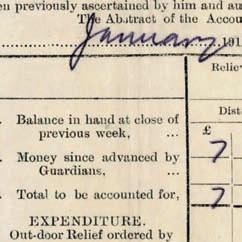 en previously ascertained by him and au
The Abstract of the Accou
January 191
Relie
Du
Balance in hand at close of £
previous week, ...
Money since advanced by 7
Guardians, ...
Total to be accounted for, 7
EXPENDITURE.
Out-door Relief ordered by